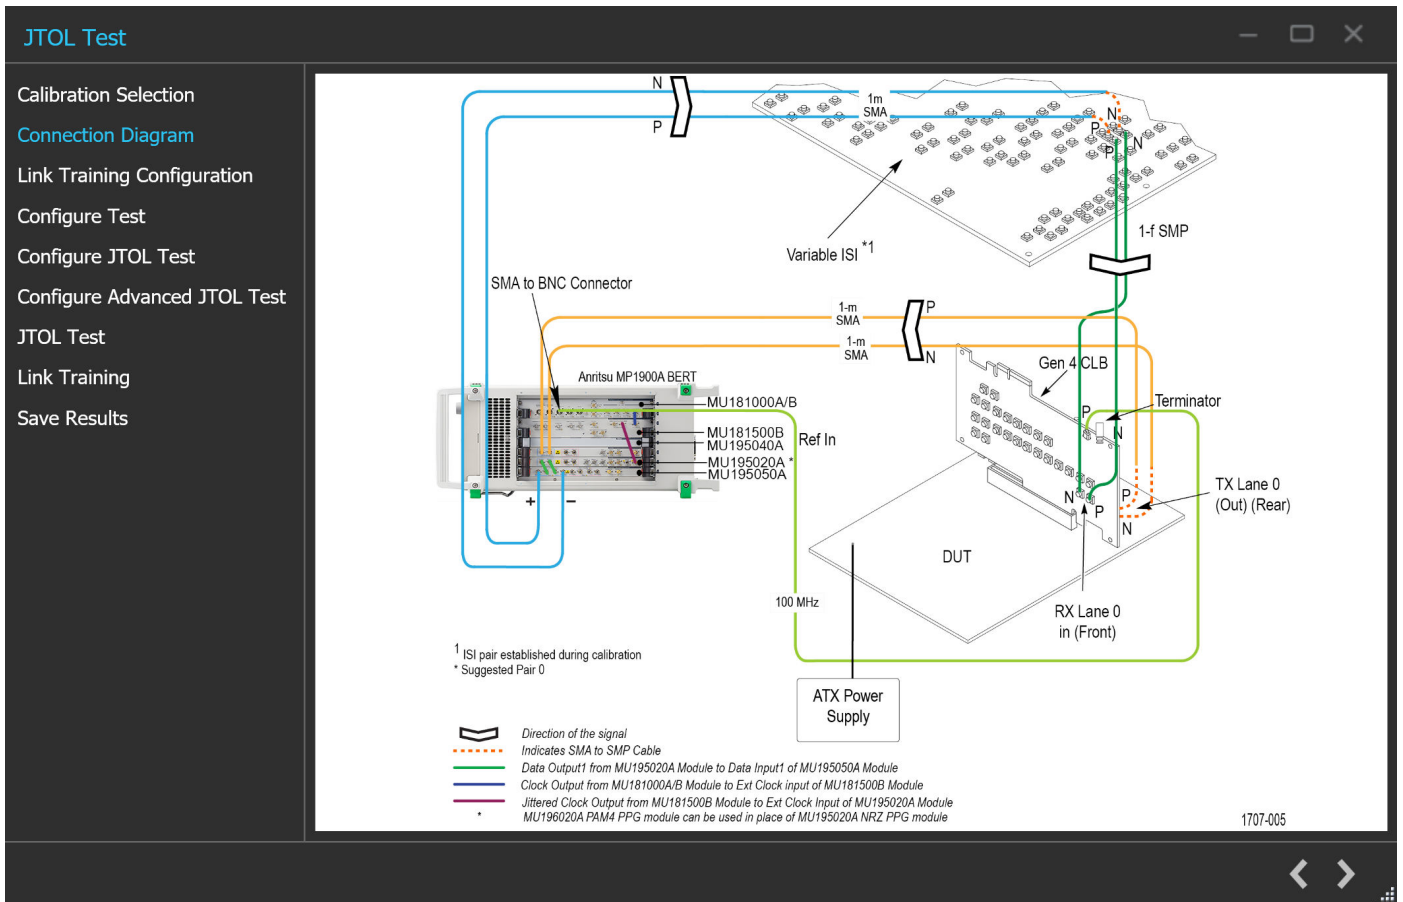 JTOL Test
Calibration Selection
Connection Diagram
Link Training Configuration
Configure Test
Configure JTOL Test
Configure Advanced JTOL Test
JTOL Test
Link Training
Save Results
N
P
1m
SMA
N
P
N
P
Variable ISI *1
1-f SMP
SMA to BNC Connector
1-m
SMA
P
1-m
SMA
N
Gen 4 CLB
Anritsu MP1900A BERT
MU181000A/B
MU181500B
MU195040A
MU195020A *
MU195050A
Ref In
P
Terminator
N
+
−
N
P
P
N
TX Lane 0
(Out) (Rear)
DUT
RX Lane 0
in (Front)
100 MHz
1 ISI pair established during calibration
* Suggested Pair 0
ATX Power
Supply
Direction of the signal
Indicates SMA to SMP Cable
Data Output1 from MU195020A Module to Data Input1 of MU195050A Module
Clock Output from MU181000A/B Module to Ext Clock input of MU181500B Module
Jittered Clock Output from MU181500B Module to Ext Clock Input of MU195020A Module
* MU196020A PAM4 PPG module can be used in place of MU195020A NRZ PPG module
1707-005